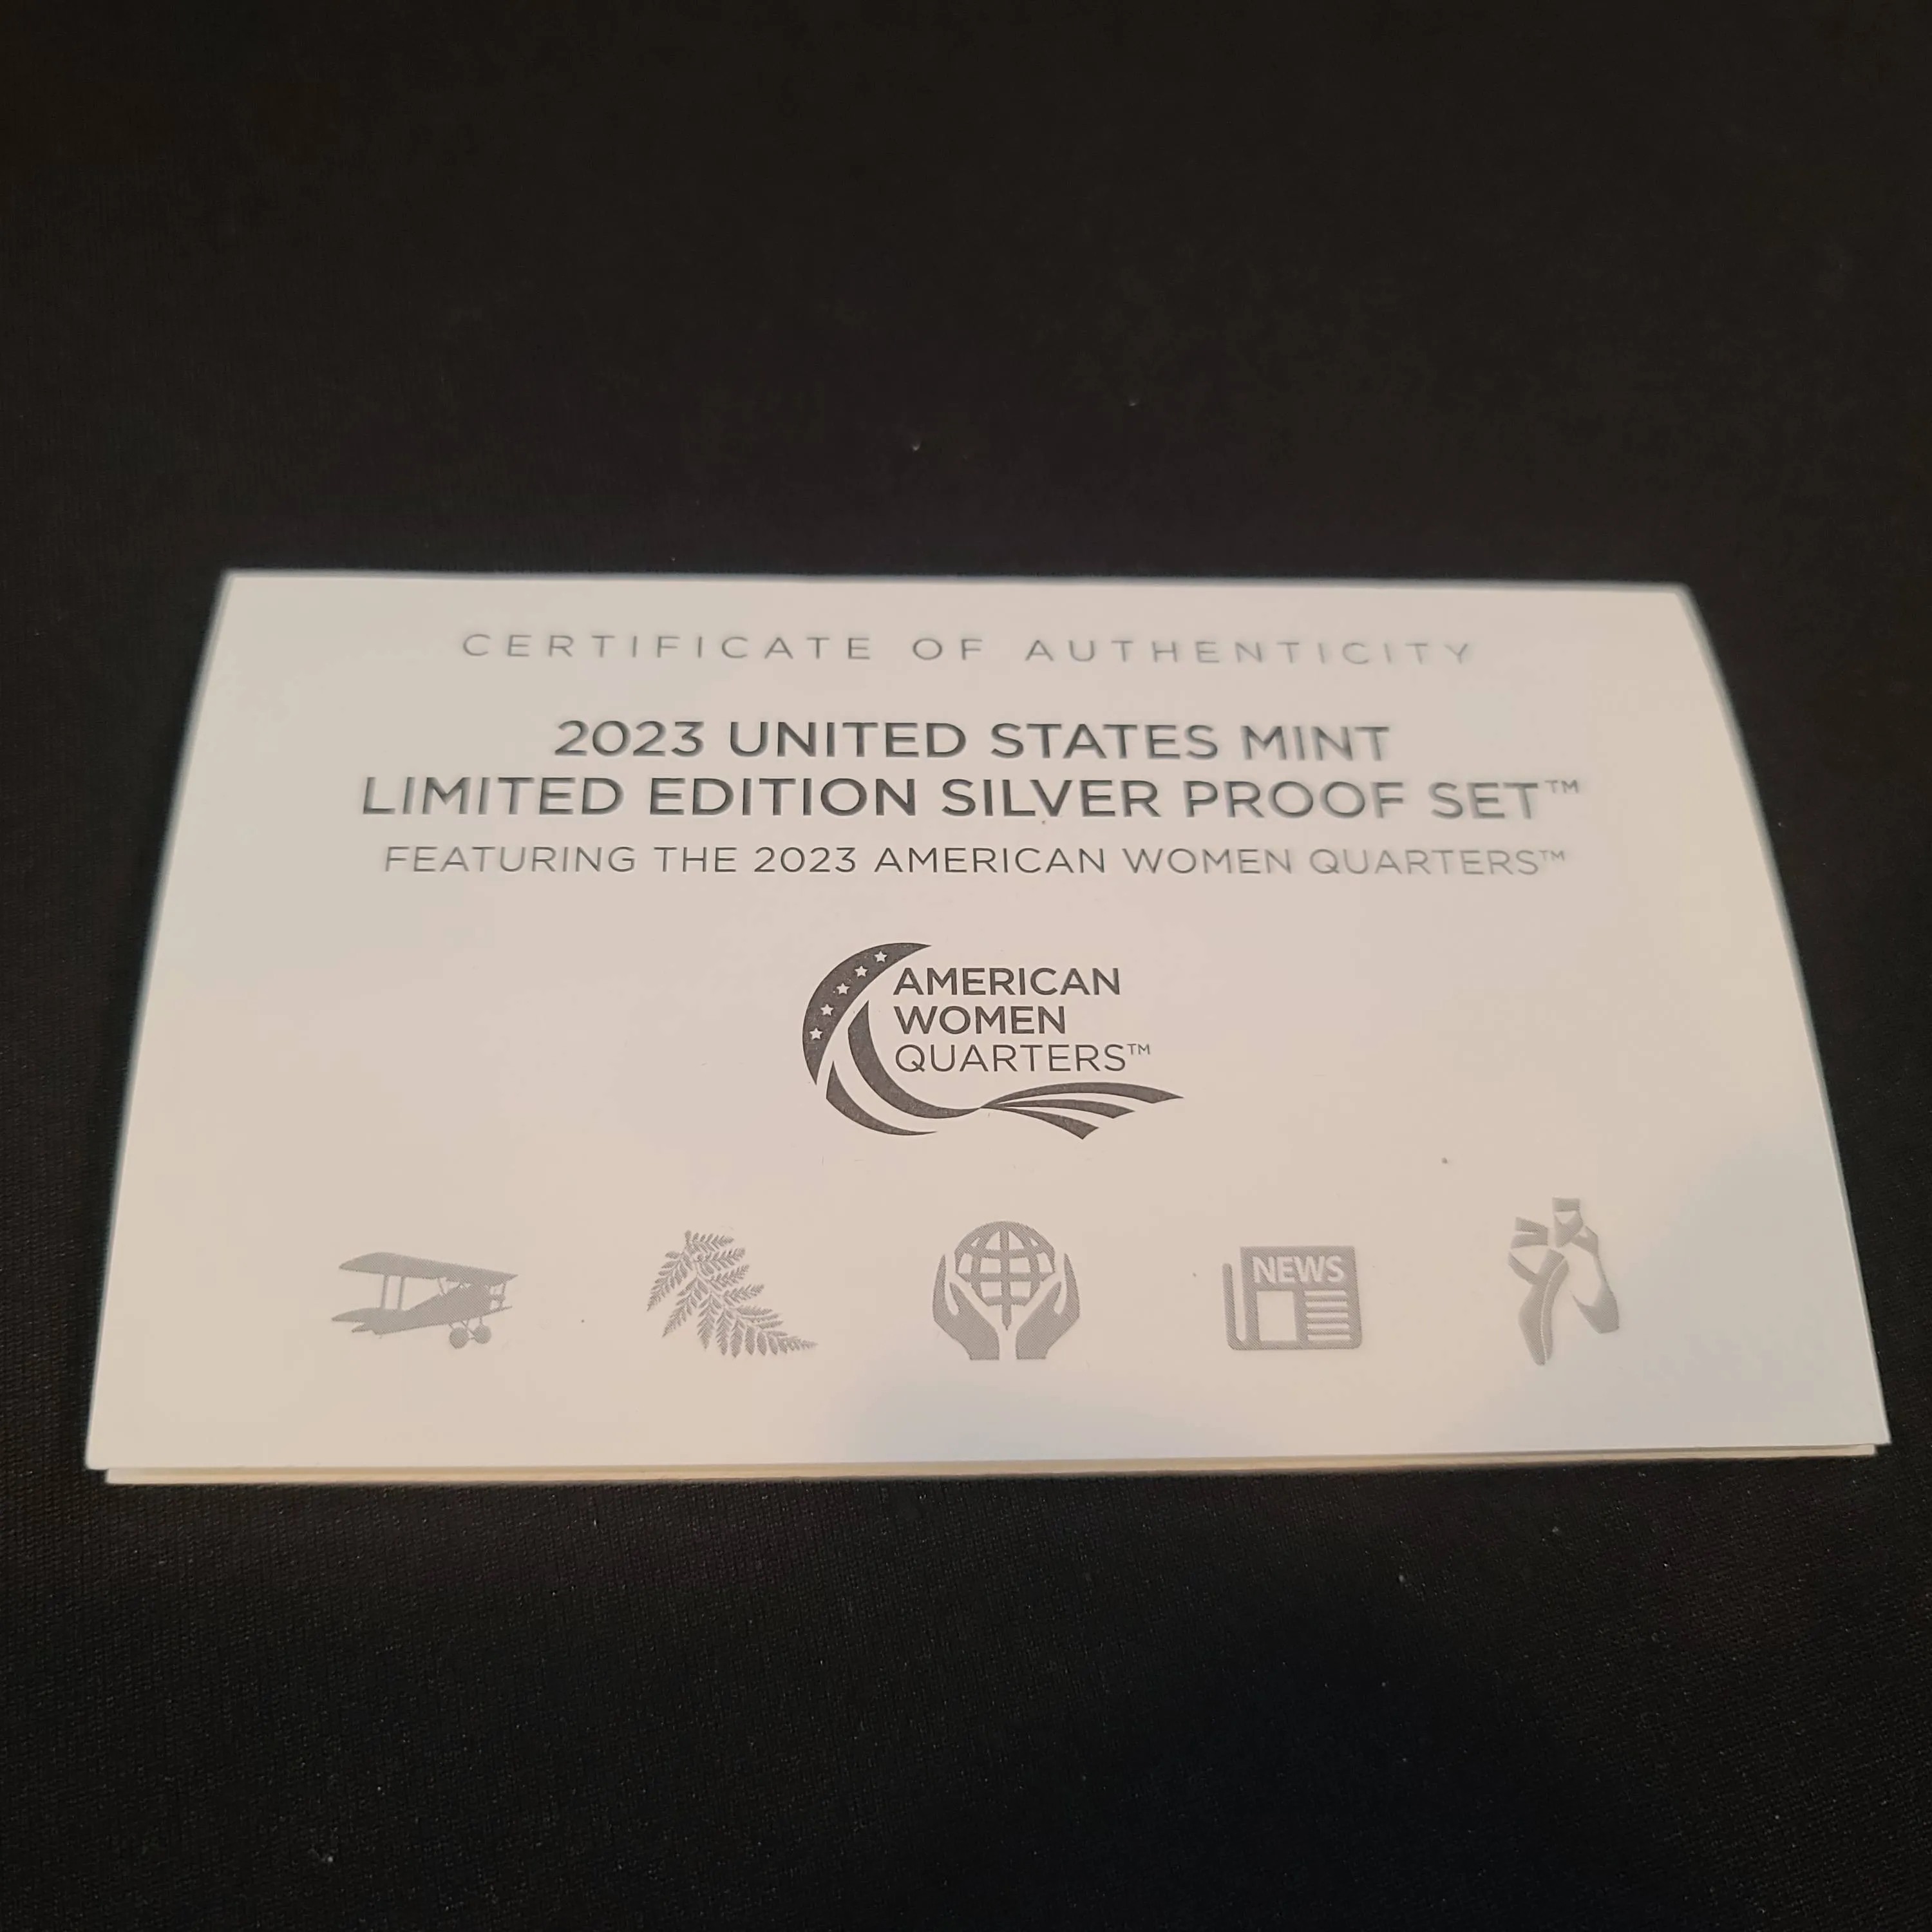 CERTIFICATE OF AUTHENTICITY
2023 UNITED STATES MINT
LIMITED EDITION SILVER PROOF SET™
FEATURING THE 2023 AMERICAN WOMEN QUARTERS™
AMERICAN
WOMEN
QUARTERS™
NEWS